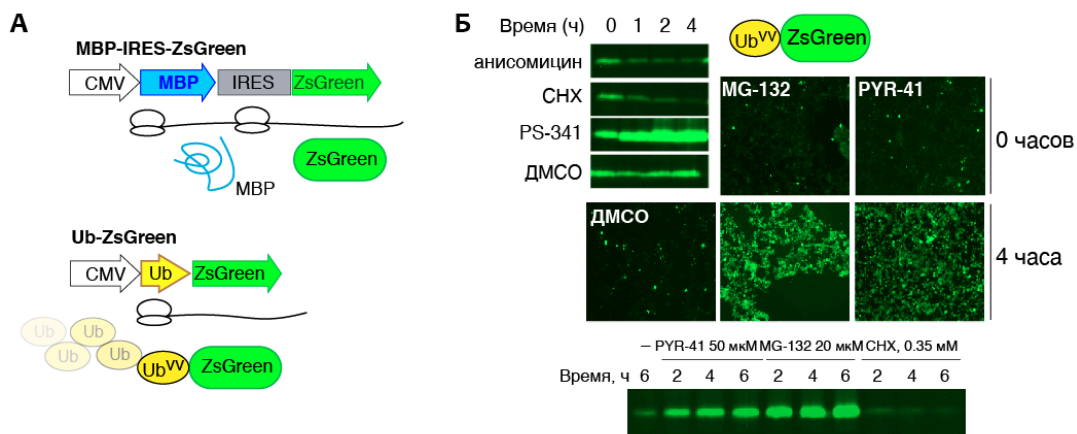 А
MBP-IRES-ZsGreen
CMV
MBP
IRES
ZsGreen
ZsGreen
MBP
Ub-ZsGreen
CMV
Ub
ZsGreen
Ub
Ub
Ub
Ub
Ubvv
ZsGreen
Б
Время (ч) 0 1 2 4
анисомицин
CHX
PS-341
ДМСО
Ubvv
ZsGreen
MG-132
PYR-41
0 часов
ДМСО
4 часа
– PYR-41 50 мкМ MG-132 20 мкМ CHX, 0.35 мМ
Время, ч 6 2 4 6 2 4 6 2 4 6